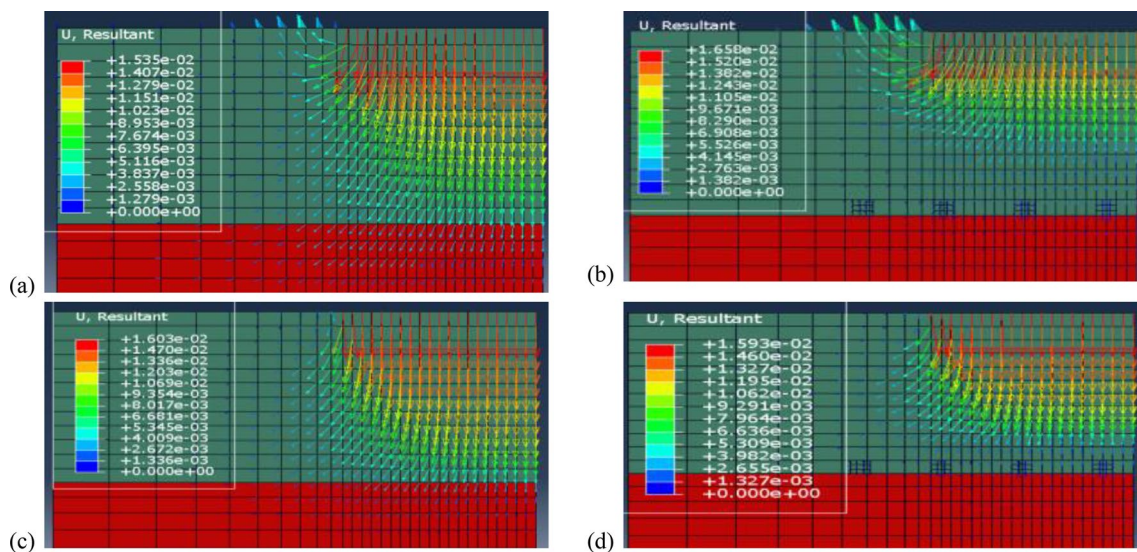 U, Resultant
+1.535e-02
+1.407e-02
+1.279e-02
+1.151e-02
+1.023e-02
+8.953e-03
+7.674e-03
+6.395e-03
+5.116e-03
+3.837e-03
+2.558e-03
+1.279e-03
+0.000e+00
(a)
U, Resultant
+1.658e-02
+1.520e-02
+1.382e-02
+1.243e-02
+1.105e-02
+9.671e-03
+8.290e-03
+6.908e-03
+5.526e-03
+4.145e-03
+2.763e-03
+1.382e-03
+0.000e+00
(b)
U, Resultant
+1.603e-02
+1.470e-02
+1.336e-02
+1.203e-02
+1.069e-02
+9.354e-03
+8.017e-03
+6.681e-03
+5.345e-03
+4.009e-03
+2.672e-03
+1.336e-03
+0.000e+00
(c)
U, Resultant
+1.593e-02
+1.460e-02
+1.327e-02
+1.195e-02
+1.062e-02
+9.291e-03
+7.964e-03
+6.636e-03
+5.309e-03
+3.982e-03
+2.655e-03
+1.327e-03
+0.000e+00
(d)